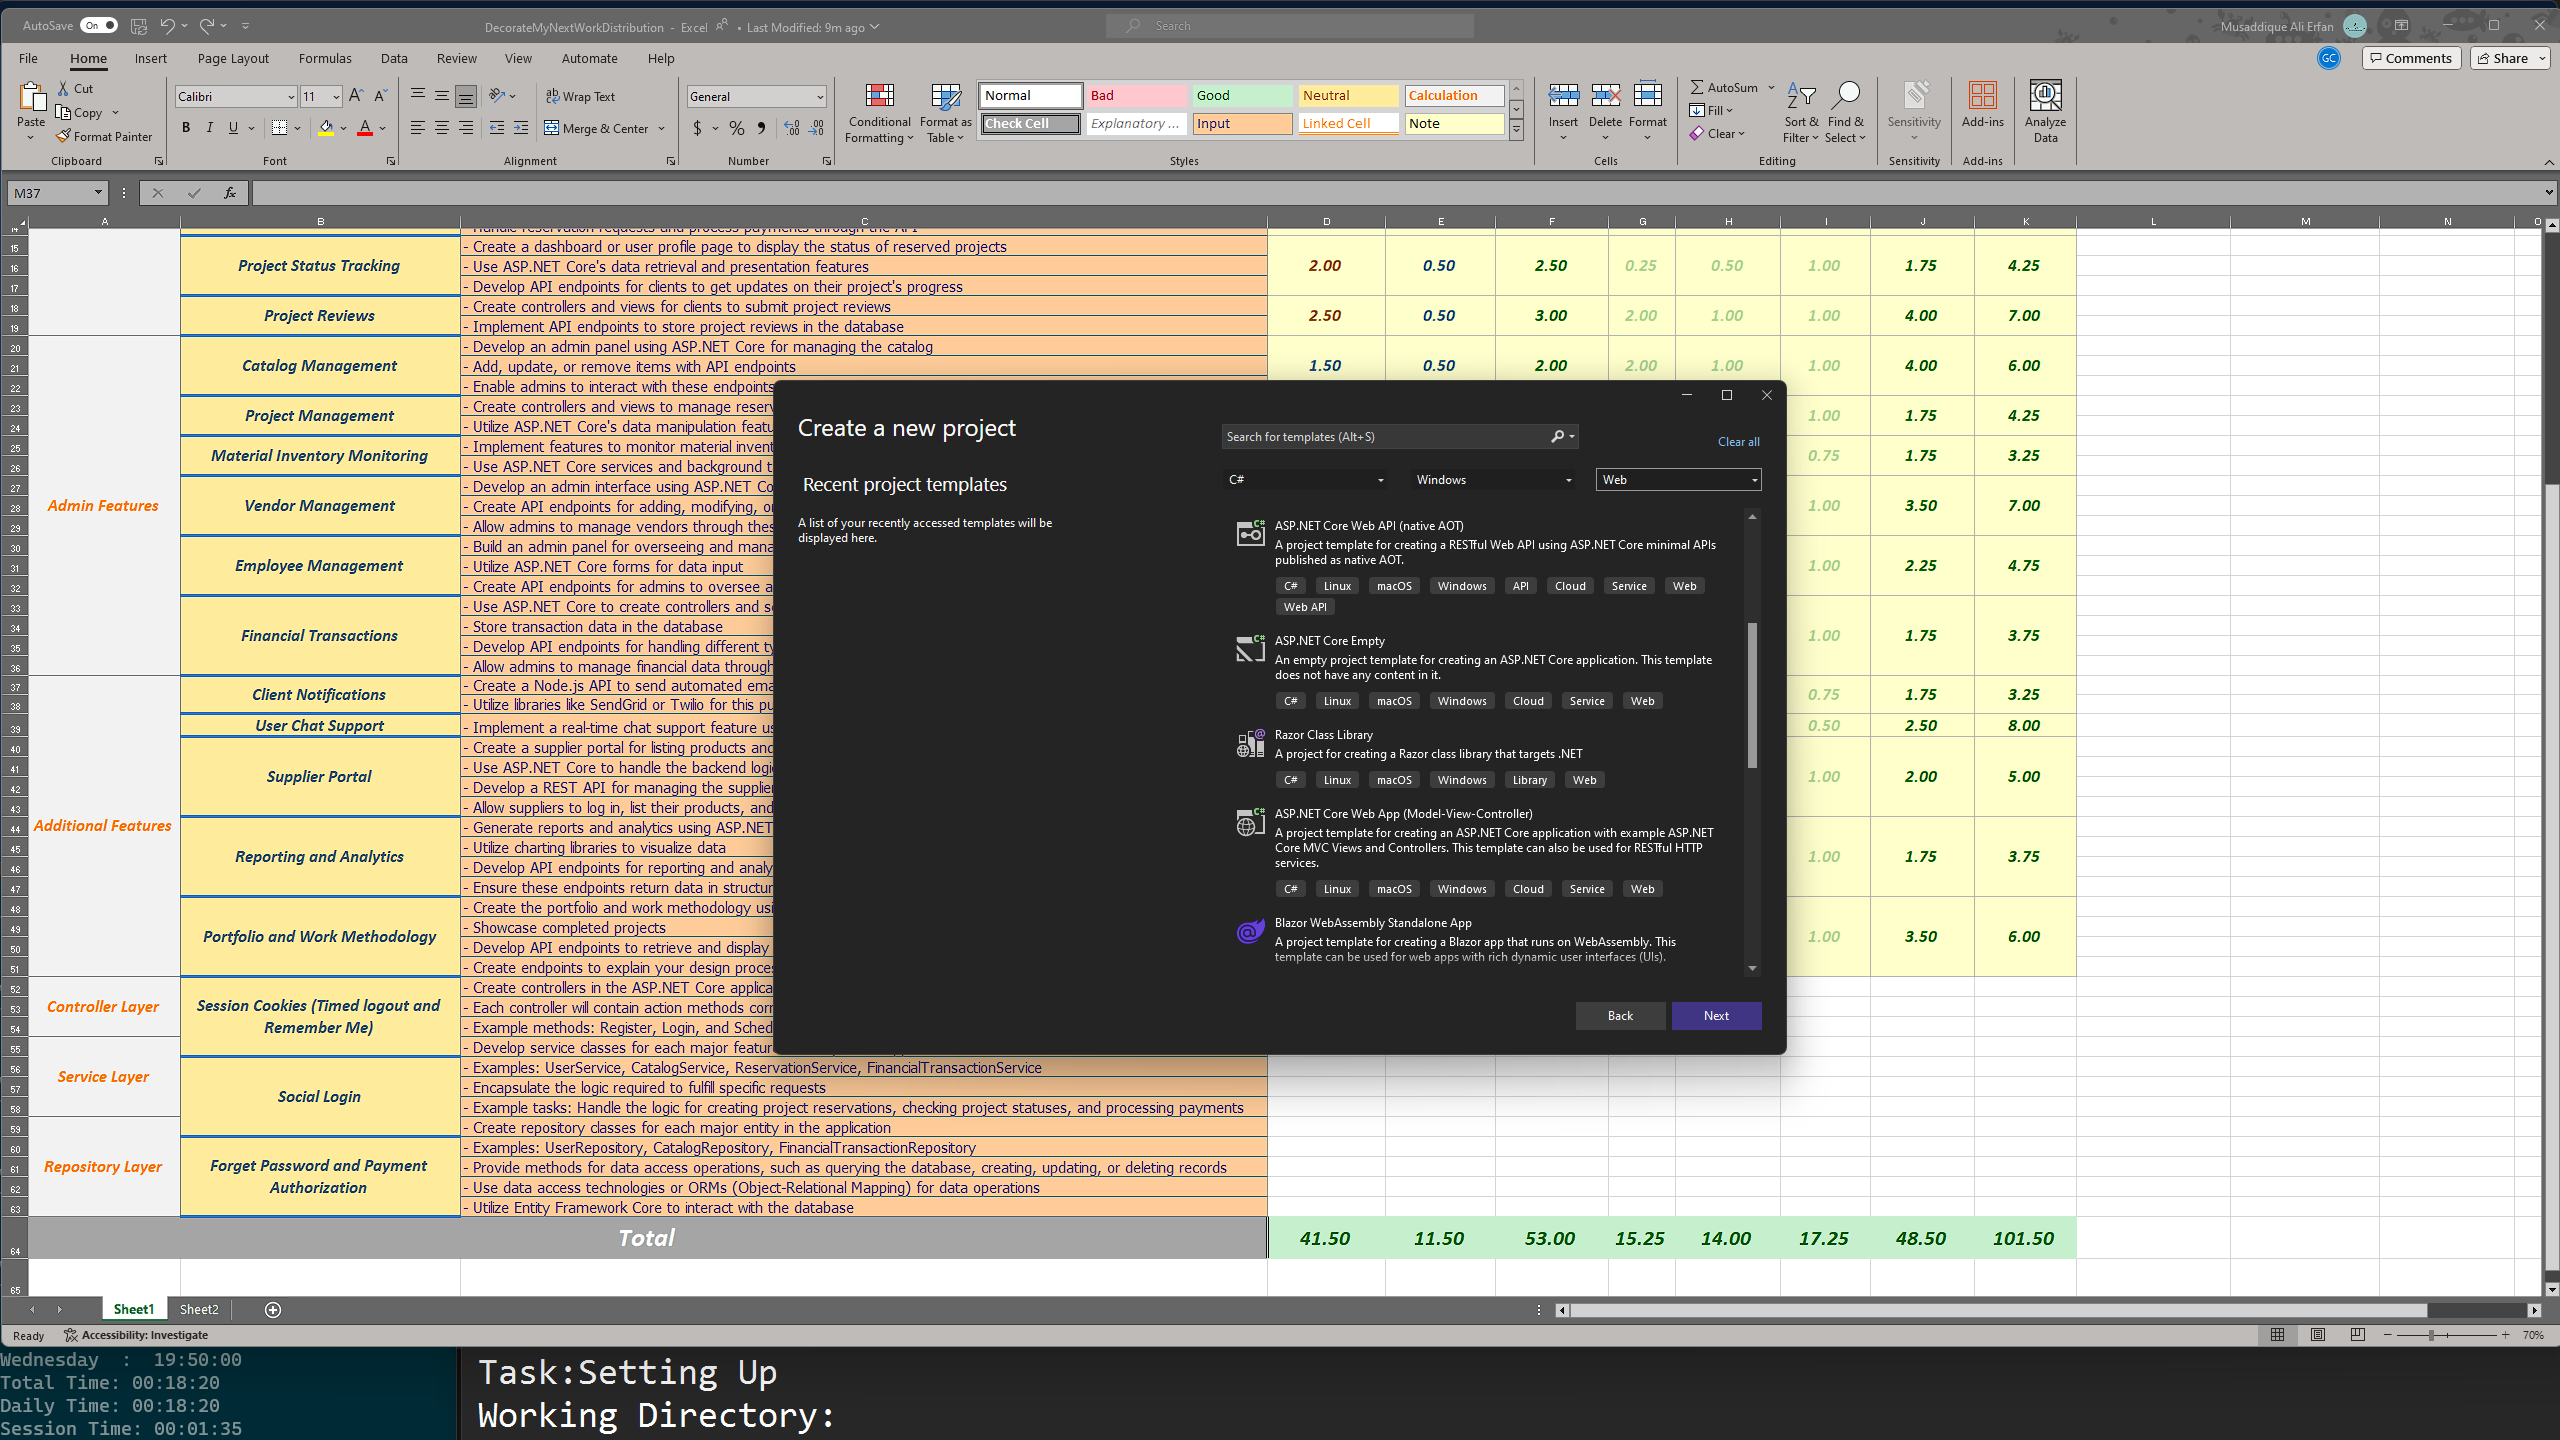 AutoSave On
DecorateMyNextWorkDistribution - Excel • Last Modified: 9m ago
Search
Musaddique Ali Erfan
File Home Insert Page Layout Formulas Data Review View Automate Help
GC Comments Share
Paste Cut Copy Format Painter Clipboard
Calibri 11 B I U A Font
Wrap Text Merge & Center Alignment
General $ % Number
Conditional Formatting Format as Table
Normal Bad Good Neutral Calculation
Check Cell Explanatory ... Input Linked Cell Note
Styles
Insert Delete Format Cells
AutoSum Fill Clear Sort & Filter Find & Select Editing
Sensitivity Sensitivity
Add-ins Add-ins
Analyze Data
M37 fx
A B C D E F G H I J K L M N O
14 - Handle reservation requests and process payments through the API
15 - Create a dashboard or user profile page to display the status of reserved projects
16 Project Status Tracking - Use ASP.NET Core's data retrieval and presentation features 2.00 0.50 2.50 0.25 0.50 1.00 1.75 4.25
17 - Develop API endpoints for clients to get updates on their project's progress
18 Project Reviews - Create controllers and views for clients to submit project reviews 2.50 0.50 3.00 2.00 1.00 1.00 4.00 7.00
19 - Implement API endpoints to store project reviews in the database
20 - Develop an admin panel using ASP.NET Core for managing the catalog
21 Catalog Management - Add, update, or remove items with API endpoints 1.50 0.50 2.00 2.00 1.00 1.00 4.00 6.00
22 - Enable admins to interact with these endpoints
23 Project Management - Create controllers and views to manage reserv 1.00 1.75 4.25
24 - Utilize ASP.NET Core's data manipulation featu
25 Material Inventory Monitoring - Implement features to monitor material invent 0.75 1.75 3.25
26 - Use ASP.NET Core services and background t
27 - Develop an admin interface using ASP.NET Co
28 Admin Features Vendor Management - Create API endpoints for adding, modifying, or 1.00 3.50 7.00
29 - Allow admins to manage vendors through thes
30 - Build an admin panel for overseeing and mana
31 Employee Management - Utilize ASP.NET Core forms for data input 1.00 2.25 4.75
32 - Create API endpoints for admins to oversee a
33 - Use ASP.NET Core to create controllers and se
34 Financial Transactions - Store transaction data in the database 1.00 1.75 3.75
35 - Develop API endpoints for handling different ty
36 - Allow admins to manage financial data through
37 Client Notifications - Create a Node.js API to send automated ema 0.75 1.75 3.25
38 - Utilize libraries like SendGrid or Twilio for this pu
39 User Chat Support - Implement a real-time chat support feature us 0.50 2.50 8.00
40 - Create a supplier portal for listing products and
41 Supplier Portal - Use ASP.NET Core to handle the backend logi 1.00 2.00 5.00
42 - Develop a REST API for managing the supplier
43 - Allow suppliers to log in, list their products, and
44 Additional Features - Generate reports and analytics using ASP.NET
45 Reporting and Analytics - Utilize charting libraries to visualize data 1.00 1.75 3.75
46 - Develop API endpoints for reporting and analy
47 - Ensure these endpoints return data in structur
48 - Create the portfolio and work methodology usi
49 Portfolio and Work Methodology - Showcase completed projects 1.00 3.50 6.00
50 - Develop API endpoints to retrieve and display
51 - Create endpoints to explain your design proces
52 - Create controllers in the ASP.NET Core applica
53 Controller Layer Session Cookies (Timed logout and Remember Me) - Each controller will contain action methods corr
54 - Example methods: Register, Login, and Sched
55 - Develop service classes for each major featur
56 Service Layer - Examples: UserService, CatalogService, ReservationService, FinancialTransactionService
57 Social Login - Encapsulate the logic required to fulfill specific requests
58 - Example tasks: Handle the logic for creating project reservations, checking project statuses, and processing payments
59 - Create repository classes for each major entity in the application
60 - Examples: UserRepository, CatalogRepository, FinancialTransactionRepository
61 Repository Layer Forget Password and Payment Authorization - Provide methods for data access operations, such as querying the database, creating, updating, or deleting records
62 - Use data access technologies or ORMs (Object-Relational Mapping) for data operations
63 - Utilize Entity Framework Core to interact with the database
64 Total 41.50 11.50 53.00 15.25 14.00 17.25 48.50 101.50
65
Create a new project
Search for templates (Alt+S)
Clear all
Recent project templates
C# Windows Web
A list of your recently accessed templates will be
displayed here.
ASP.NET Core Web API (native AOT)
A project template for creating a RESTful Web API using ASP.NET Core minimal APIs
published as native AOT.
C# Linux macOS Windows API Cloud Service Web
Web API
ASP.NET Core Empty
An empty project template for creating an ASP.NET Core application. This template
does not have any content in it.
C# Linux macOS Windows Cloud Service Web
Razor Class Library
A project for creating a Razor class library that targets .NET
C# Linux macOS Windows Library Web
ASP.NET Core Web App (Model-View-Controller)
A project template for creating an ASP.NET Core application with example ASP.NET
Core MVC Views and Controllers. This template can also be used for RESTful HTTP
services.
C# Linux macOS Windows Cloud Service Web
Blazor WebAssembly Standalone App
A project template for creating a Blazor app that runs on WebAssembly. This
template can be used for web apps with rich dynamic user interfaces (UIs).
Back Next
Sheet1 Sheet2
Ready Accessibility: Investigate 70%
Wednesday : 19:50:00
Total Time: 00:18:20
Daily Time: 00:18:20
Session Time: 00:01:35
Task:Setting Up
Working Directory: